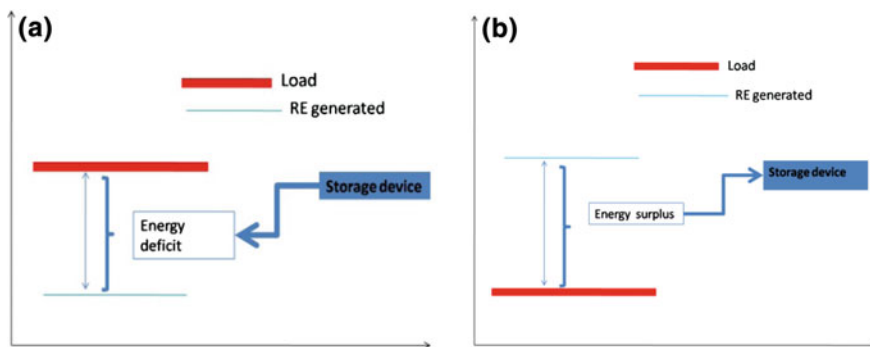 (a)
Load
RE generated
Storage device
Energy
deficit
(b)
Load
RE generated
Storage device
Energy surplus